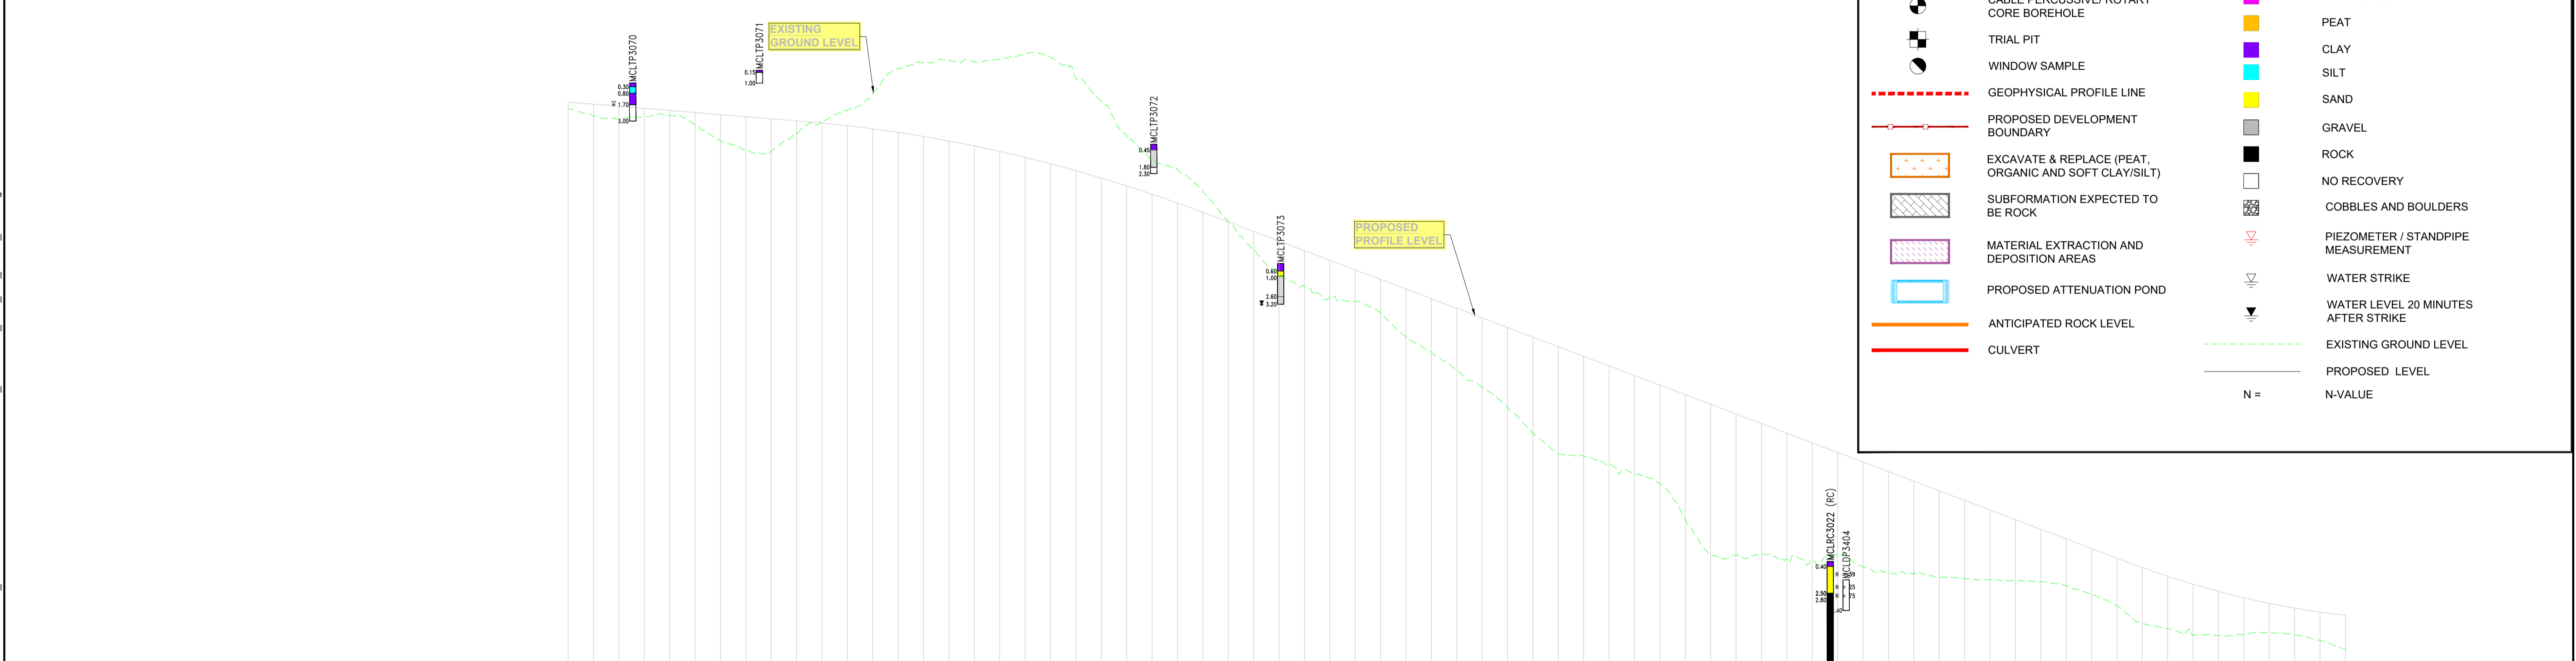 MCLTP3070
0.30
0.80
1.70
3.00
MCLTP3071
0.15
1.00
EXISTING
GROUND LEVEL
MCLTP3072
0.45
1.80
2.30
MCLTP3073
0.60
1.00
2.60
3.20
PROPOSED
PROFILE LEVEL
MCLRC3022 (RC)
0.40
2.50
2.80
MCLDP3404
CABLE PERCUSSIVE/ ROTARY
CORE BOREHOLE
TRIAL PIT
WINDOW SAMPLE
GEOPHYSICAL PROFILE LINE
PROPOSED DEVELOPMENT
BOUNDARY
EXCAVATE & REPLACE (PEAT,
ORGANIC AND SOFT CLAY/SILT)
SUBFORMATION EXPECTED TO
BE ROCK
MATERIAL EXTRACTION AND
DEPOSITION AREAS
PROPOSED ATTENUATION POND
ANTICIPATED ROCK LEVEL
CULVERT
PEAT
CLAY
SILT
SAND
GRAVEL
ROCK
NO RECOVERY
COBBLES AND BOULDERS
PIEZOMETER / STANDPIPE
MEASUREMENT
WATER STRIKE
WATER LEVEL 20 MINUTES
AFTER STRIKE
EXISTING GROUND LEVEL
PROPOSED LEVEL
N = N-VALUE